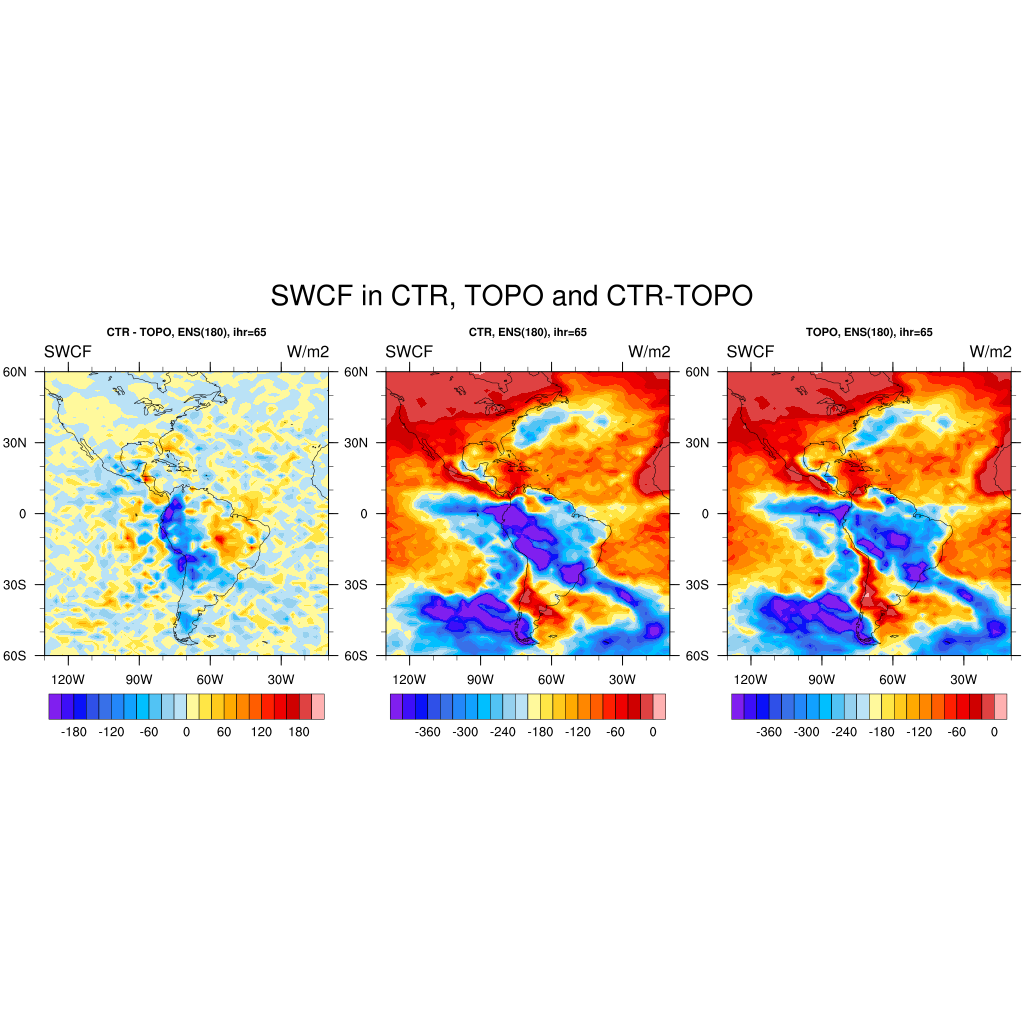 SWCF in CTR, TOPO and CTR-TOPO
CTR - TOPO, ENS(180), ihr=65
CTR, ENS(180), ihr=65
TOPO, ENS(180), ihr=65
SWCF W/m2
SWCF W/m2
SWCF W/m2
60N
30N
0
30S
60S
120W 90W 60W 30W
-180 -120 -60 0 60 120 180
60N
30N
0
30S
60S
120W 90W 60W 30W
-360 -300 -240 -180 -120 -60 0
60N
30N
0
30S
60S
120W 90W 60W 30W
-360 -300 -240 -180 -120 -60 0